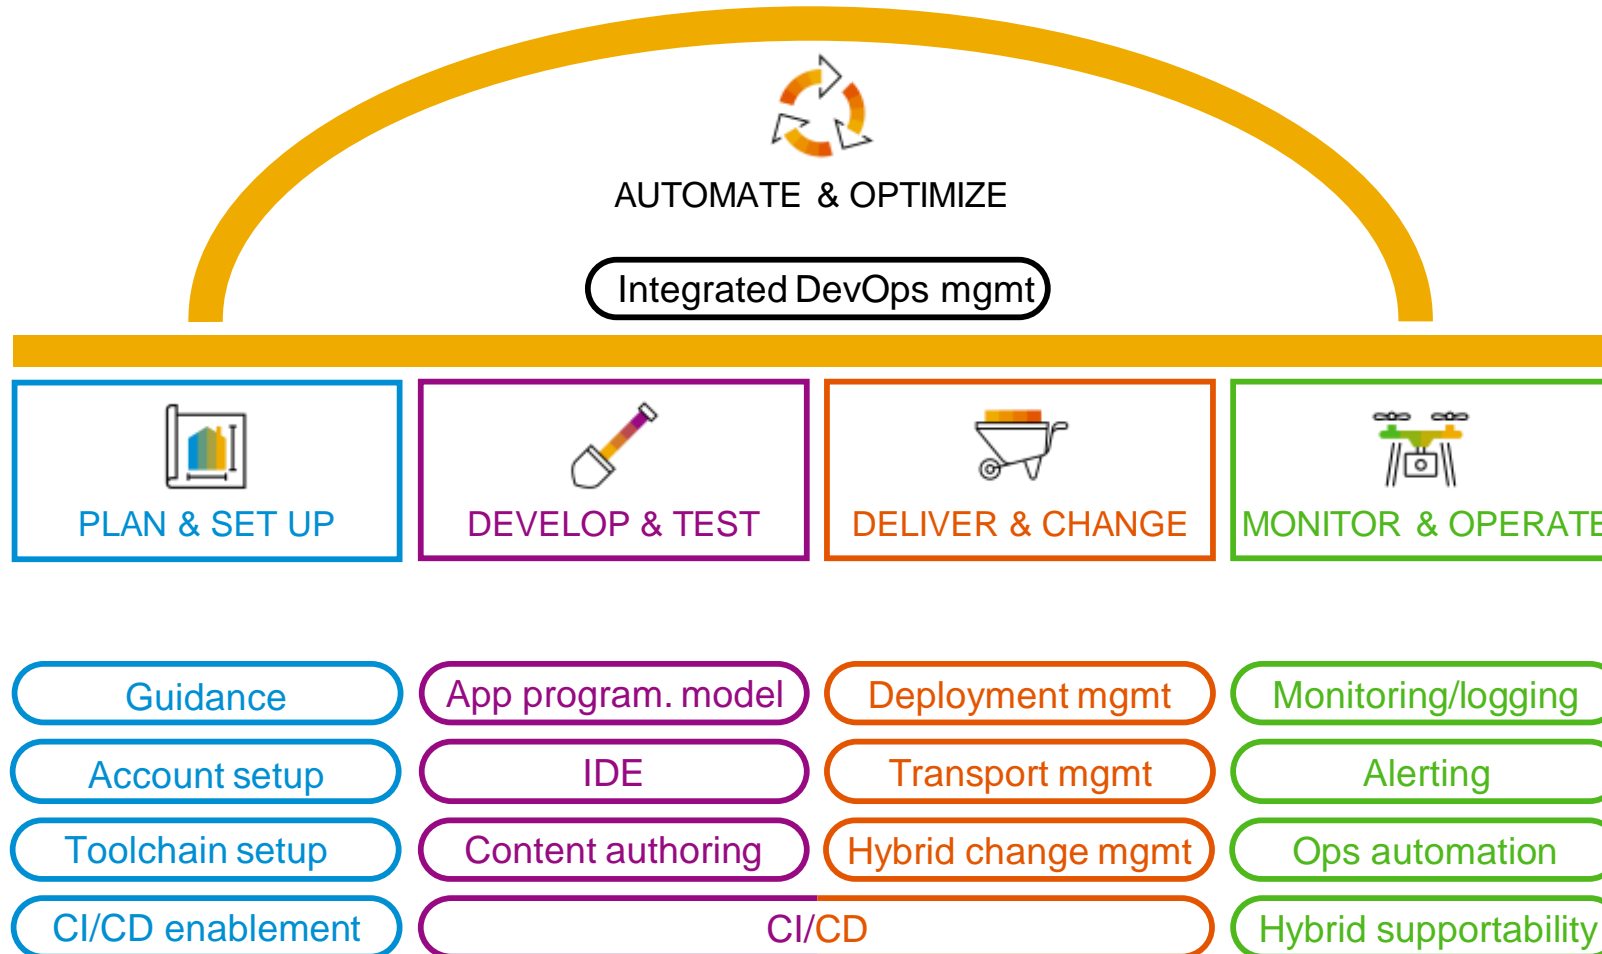 AUTOMATE & OPTIMIZE
Integrated DevOps mgmt
PLAN & SET UP
DEVELOP & TEST
DELIVER & CHANGE
MONITOR & OPERATE
Guidance
App program. model
Deployment mgmt
Monitoring/logging
Account setup
IDE
Transport mgmt
Alerting
Toolchain setup
Content authoring
Hybrid change mgmt
Ops automation
CI/CD enablement
CI/CD
Hybrid supportability